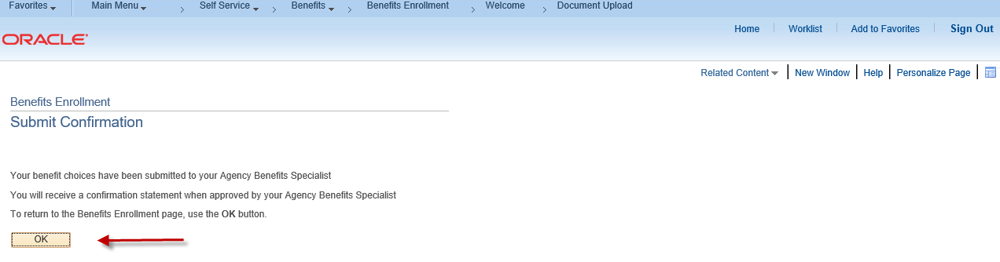 Favorites Main Menu > Self Service > Benefits > Benefits Enrollment > Welcome > Document Upload
ORACLE®
Home Worklist Add to Favorites Sign Out
Related Content New Window Help Personalize Page
Benefits Enrollment
Submit Confirmation
Your benefit choices have been submitted to your Agency Benefits Specialist
You will receive a confirmation statement when approved by your Agency Benefits Specialist
To return to the Benefits Enrollment page, use the OK button.
OK